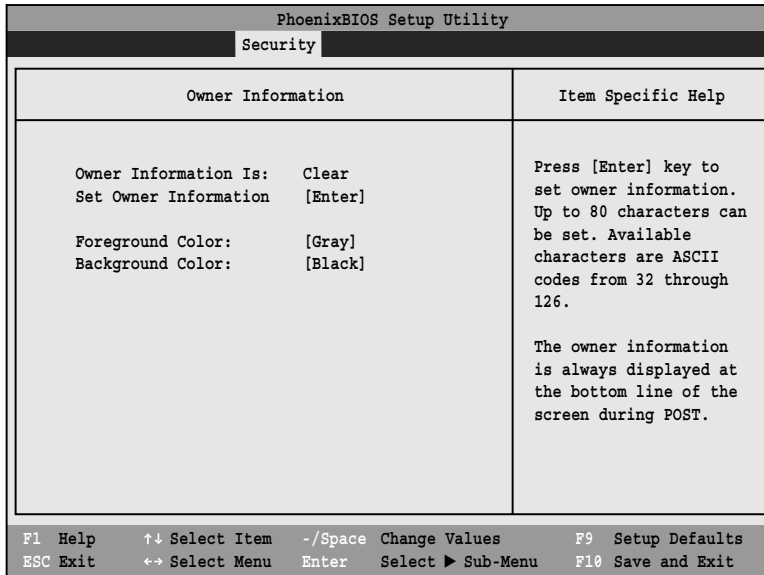 PhoenixBIOS Setup Utility
Security
Owner Information
Item Specific Help
Owner Information Is: Clear
Set Owner Information [Enter]
Foreground Color: [Gray]
Background Color: [Black]
Press [Enter] key to
set owner information.
Up to 80 characters can
be set. Available
characters are ASCII
codes from 32 through
126.
The owner information
is always displayed at
the bottom line of the
screen during POST.
F1 Help ↑↓ Select Item -/Space Change Values F9 Setup Defaults
ESC Exit ←→ Select Menu Enter Select ▶ Sub-Menu F10 Save and Exit